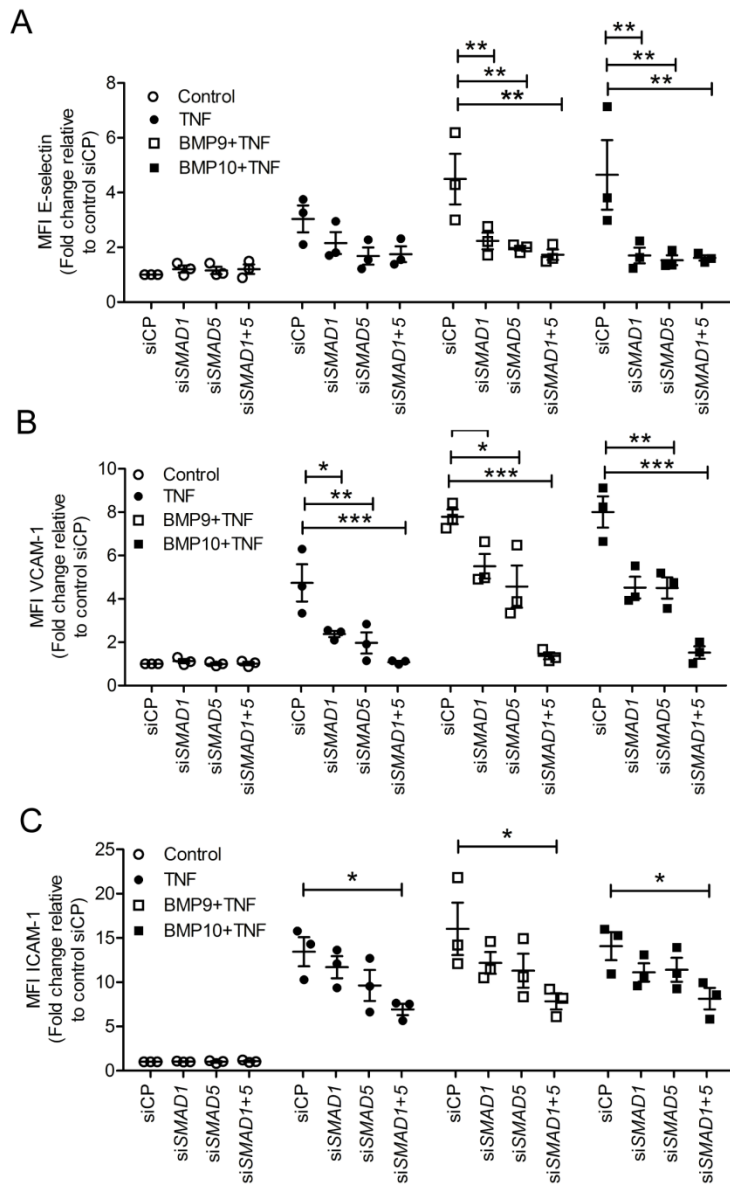 A
MFI E-selectin
(Fold change relative
to control siCP)
8
6
4
2
0
Control
TNF
BMP9+TNF
BMP10+TNF
**
**
**
**
**
**
siCP
siSMAD1
siSMAD5
siSMAD1+5
siCP
siSMAD1
siSMAD5
siSMAD1+5
siCP
siSMAD1
siSMAD5
siSMAD1+5
siCP
siSMAD1
siSMAD5
siSMAD1+5
B
MFI VCAM-1
(Fold change relative
to control siCP)
10
8
6
4
2
0
Control
TNF
BMP9+TNF
BMP10+TNF
*
**
***
*
***
**
***
siCP
siSMAD1
siSMAD5
siSMAD1+5
siCP
siSMAD1
siSMAD5
siSMAD1+5
siCP
siSMAD1
siSMAD5
siSMAD1+5
siCP
siSMAD1
siSMAD5
siSMAD1+5
C
MFI ICAM-1
(Fold change relative
to control siCP)
25
20
15
10
5
0
Control
TNF
BMP9+TNF
BMP10+TNF
*
*
*
siCP
siSMAD1
siSMAD5
siSMAD1+5
siCP
siSMAD1
siSMAD5
siSMAD1+5
siCP
siSMAD1
siSMAD5
siSMAD1+5
siCP
siSMAD1
siSMAD5
siSMAD1+5